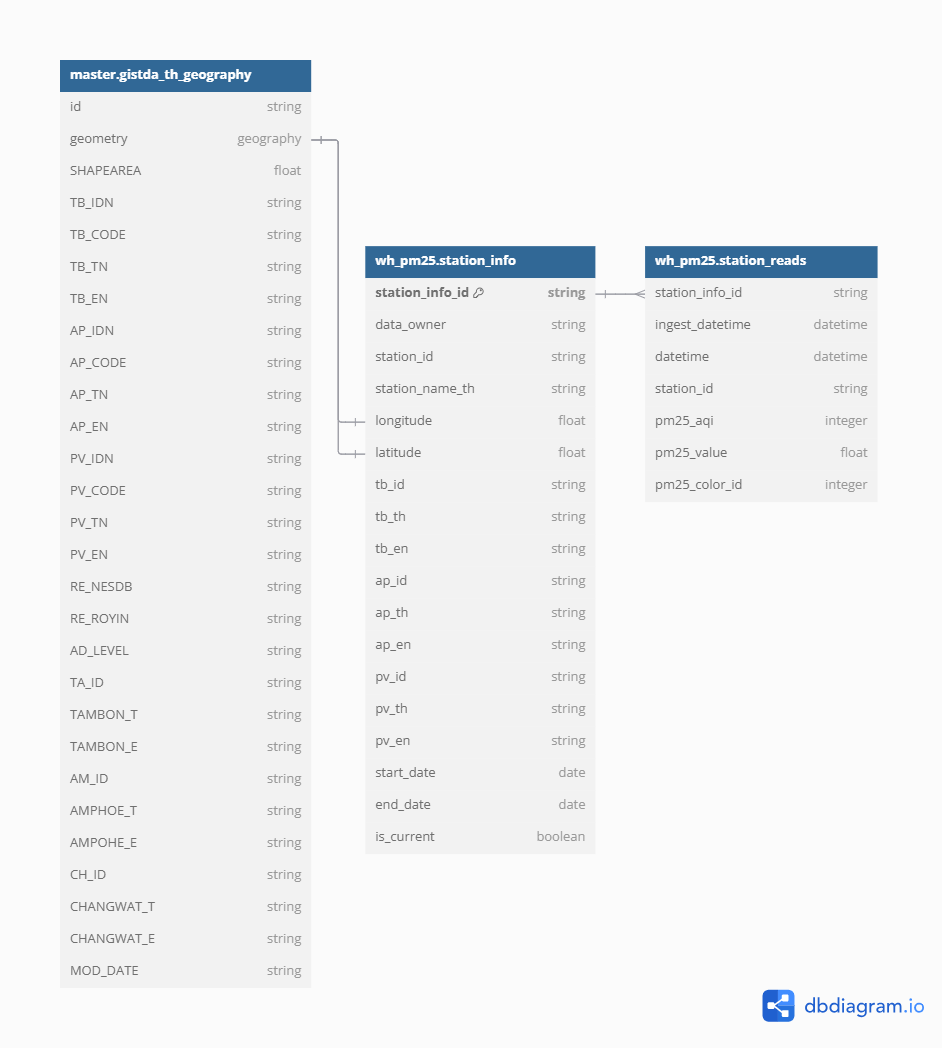 master.gistda_th_geography
id string
geometry geography
SHAPEAREA float
TB_IDN string
TB_CODE string
TB_TN string
TB_EN string
AP_IDN string
AP_CODE string
AP_TN string
AP_EN string
PV_IDN string
PV_CODE string
PV_TN string
PV_EN string
RE_NESDB string
RE_ROYIN string
AD_LEVEL string
TA_ID string
TAMBON_T string
TAMBON_E string
AM_ID string
AMPHOE_T string
AMPOHE_E string
CH_ID string
CHANGWAT_T string
CHANGWAT_E string
MOD_DATE string
wh_pm25.station_info
station_info_id string
data_owner string
station_id string
station_name_th string
longitude float
latitude float
tb_id string
tb_th string
tb_en string
ap_id string
ap_th string
ap_en string
pv_id string
pv_th string
pv_en string
start_date date
end_date date
is_current boolean
wh_pm25.station_reads
station_info_id string
ingest_datetime datetime
datetime datetime
station_id string
pm25_aqi integer
pm25_value float
pm25_color_id integer
dbdiagram.io